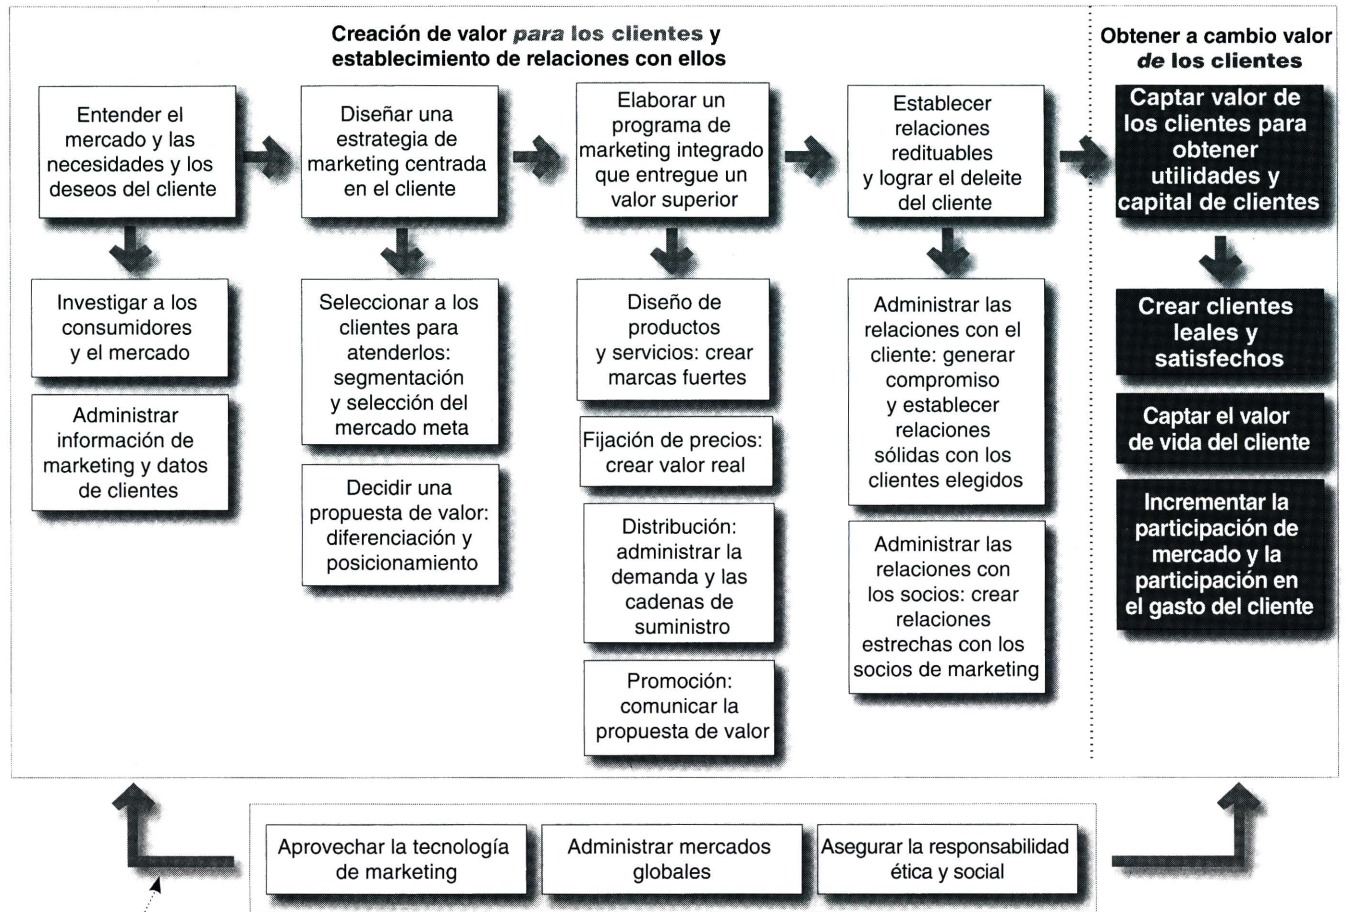 Creación de valor para los clientes y
establecimiento de relaciones con ellos
Obtener a cambio valor
de los clientes
Entender el
mercado y las
necesidades y los
deseos del cliente
Diseñar una
estrategia de
marketing centrada
en el cliente
Elaborar un
programa de
marketing integrado
que entregue un
valor superior
Establecer
relaciones
redituables
y lograr el deleite
del cliente
Captar valor de
los clientes para
obtener
utilidades y
capital de clientes
Investigar a los
consumidores
y el mercado
Administrar
información de
marketing y datos
de clientes
Seleccionar a los
clientes para
atenderlos:
segmentación
y selección del
mercado meta
Decidir una
propuesta de valor:
diferenciación y
posicionamiento
Diseño de
productos
y servicios: crear
marcas fuertes
Fijación de precios:
crear valor real
Distribución:
administrar la
demanda y las
cadenas de
suministro
Promoción:
comunicar la
propuesta de valor
Administrar las
relaciones con el
cliente: generar
compromiso
y establecer
relaciones
sólidas con los
clientes elegidos
Administrar las
relaciones con
los socios: crear
relaciones
estrechas con los
socios de marketing
Crear clientes
leales y
satisfechos
Captar el valor
de vida del cliente
Incrementar la
participación de
mercado y la
participación en
el gasto del cliente
Aprovechar la tecnología
de marketing
Administrar mercados
globales
Asegurar la responsabilidad
ética y social